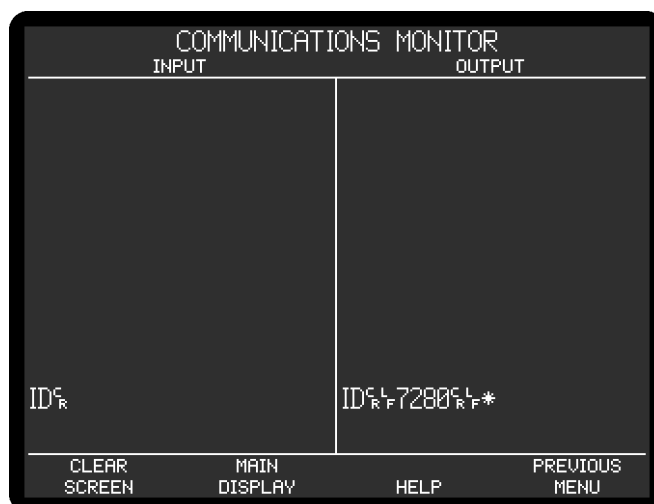 COMMUNICATIONS MONITOR
INPUT OUTPUT
ID␍ ID␍␊7280␍␊*
CLEAR SCREEN MAIN DISPLAY HELP PREVIOUS MENU